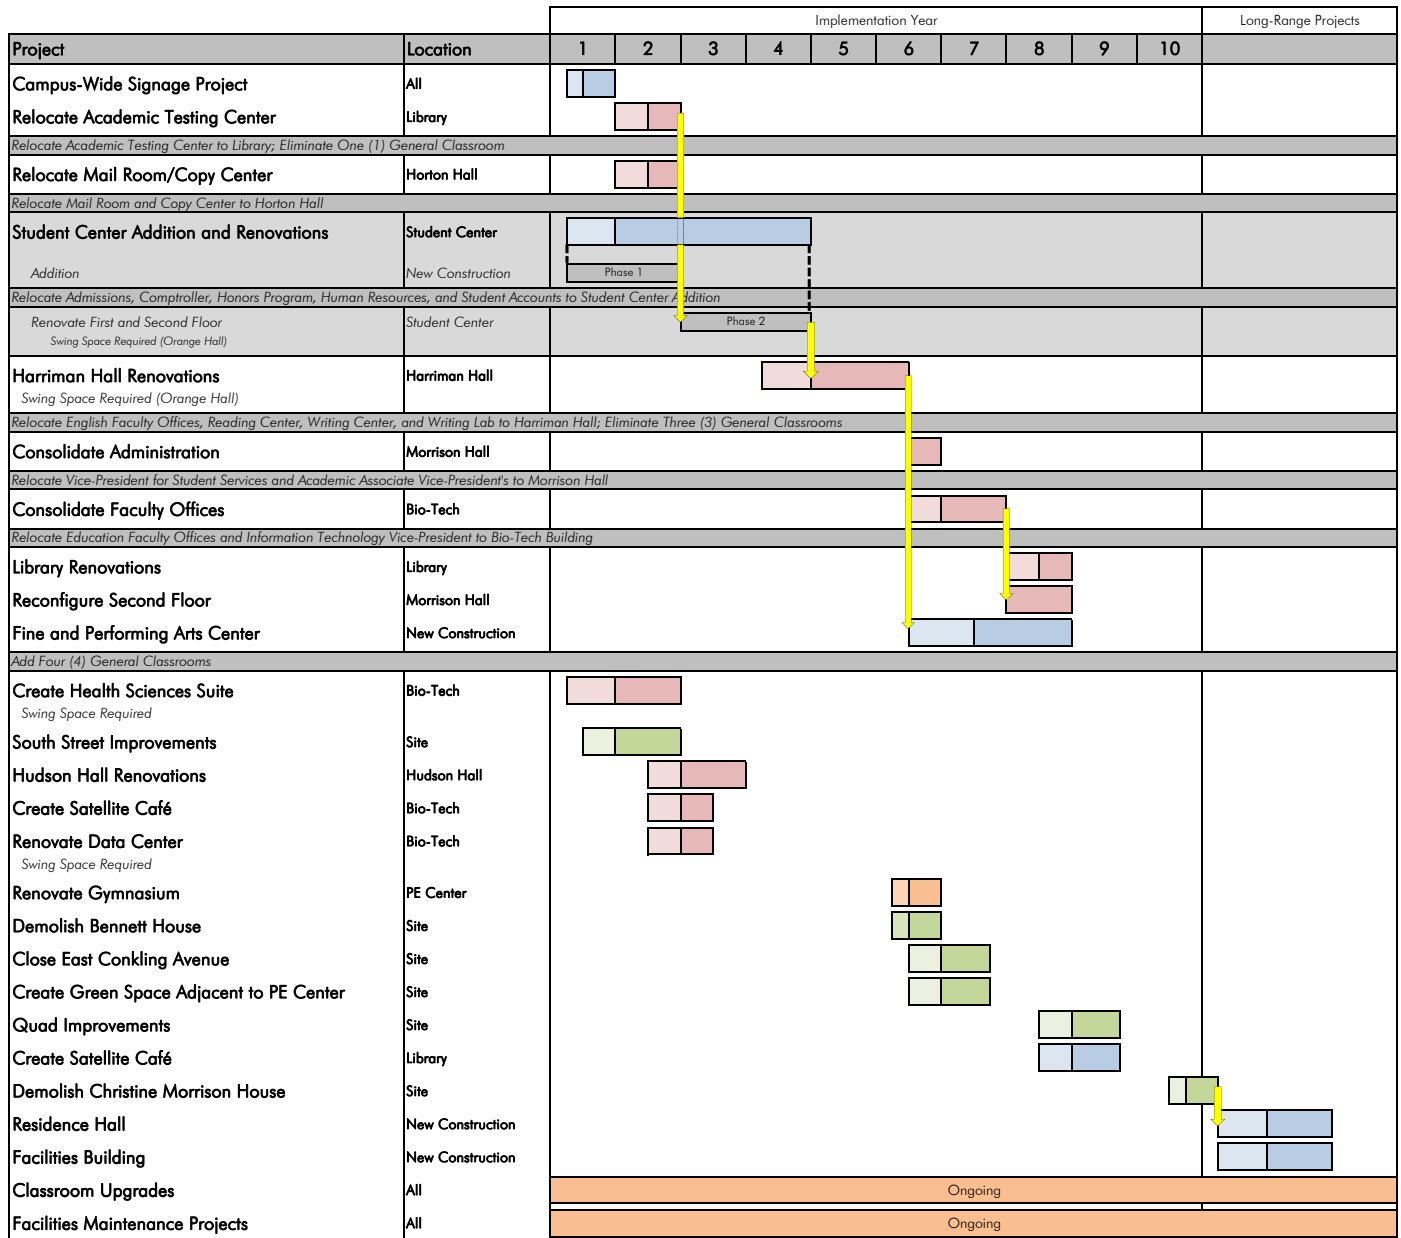 Implementation Year Long-Range Projects
Project Location 1 2 3 4 5 6 7 8 9 10
Campus-Wide Signage Project All
Relocate Academic Testing Center Library
Relocate Academic Testing Center to Library; Eliminate One (1) General Classroom
Relocate Mail Room/Copy Center Horton Hall
Relocate Mail Room and Copy Center to Horton Hall
Student Center Addition and Renovations Student Center
Addition New Construction Phase 1
Relocate Admissions, Comptroller, Honors Program, Human Resources, and Student Accounts to Student Center Addition
Renovate First and Second Floor Student Center Phase 2
Swing Space Required (Orange Hall)
Harriman Hall Renovations Harriman Hall
Swing Space Required (Orange Hall)
Relocate English Faculty Offices, Reading Center, Writing Center, and Writing Lab to Harriman Hall; Eliminate Three (3) General Classrooms
Consolidate Administration Morrison Hall
Relocate Vice-President for Student Services and Academic Associate Vice-President's to Morrison Hall
Consolidate Faculty Offices Bio-Tech
Relocate Education Faculty Offices and Information Technology Vice-President to Bio-Tech Building
Library Renovations Library
Reconfigure Second Floor Morrison Hall
Fine and Performing Arts Center New Construction
Add Four (4) General Classrooms
Create Health Sciences Suite Bio-Tech
Swing Space Required
South Street Improvements Site
Hudson Hall Renovations Hudson Hall
Create Satellite Café Bio-Tech
Renovate Data Center Bio-Tech
Swing Space Required
Renovate Gymnasium PE Center
Demolish Bennett House Site
Close East Conkling Avenue Site
Create Green Space Adjacent to PE Center Site
Quad Improvements Site
Create Satellite Café Library
Demolish Christine Morrison House Site
Residence Hall New Construction
Facilities Building New Construction
Classroom Upgrades All Ongoing
Facilities Maintenance Projects All Ongoing